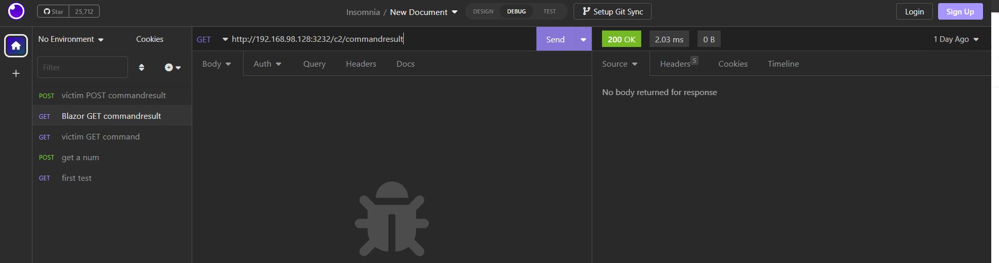 Star 25,712
Insomnia / New Document
DESIGN DEBUG TEST
Setup Git Sync
Login
Sign Up
No Environment
Cookies
Filter
POST victim POST commandresult
GET Blazor GET commandresult
GET victim GET command
POST get a num
GET first test
GET http://192.168.98.128:3232/c2/commandresult
Send
Body Auth Query Headers Docs
200 OK 2.03 ms 0 B
1 Day Ago
Source Headers 5 Cookies Timeline
No body returned for response